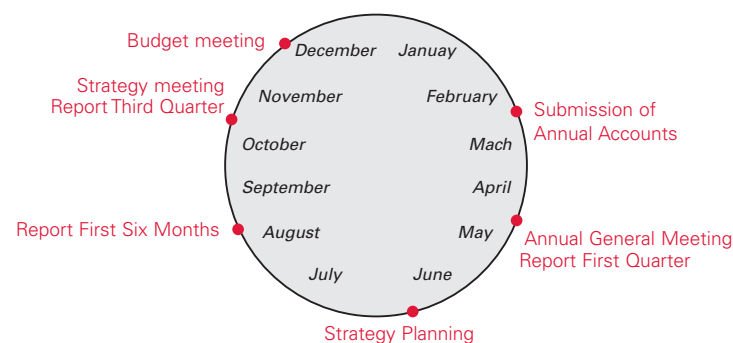 Budget meeting
December
Januay
Strategy meeting
Report Third Quarter
November
February
Submission of
Annual Accounts
October
Mach
September
April
Report First Six Months
August
May
Annual General Meeting
Report First Quarter
July
June
Strategy Planning